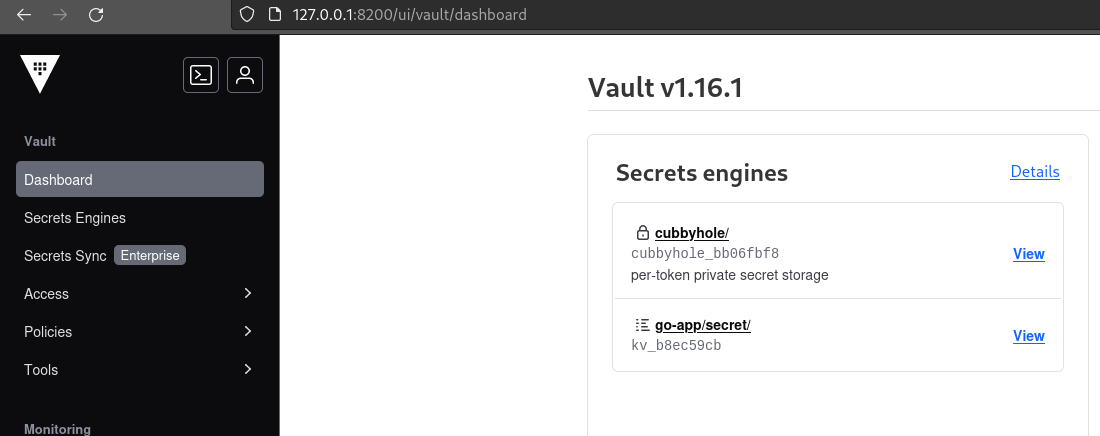 127.0.0.1:8200/ui/vault/dashboard
Vault
Dashboard
Secrets Engines
Secrets Sync Enterprise
Access
Policies
Tools
Monitoring
Vault v1.16.1
Secrets engines Details
cubbyhole/
cubbyhole_bb06fbf8
View
per-token private secret storage
go-app/secret/
kv_b8ec59cb
View